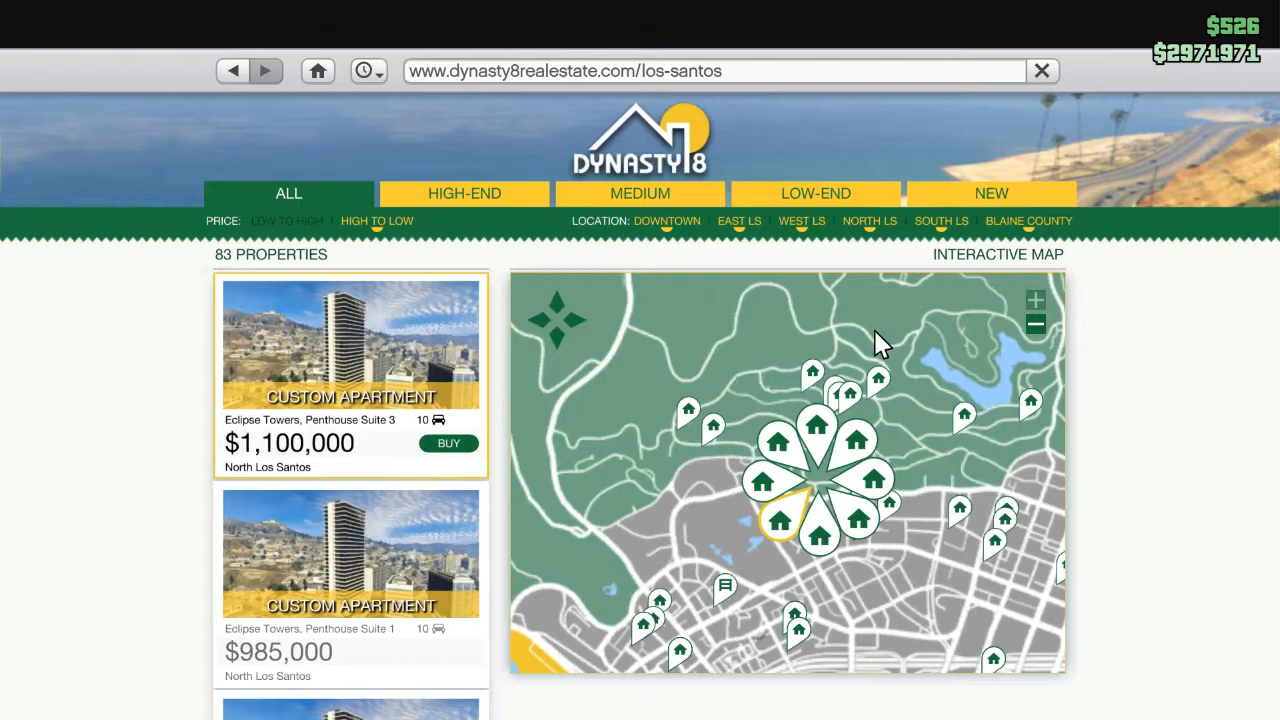 $526
$2971971
www.dynasty8realestate.com/los-santos
DYNASTY 8
ALL
HIGH-END
MEDIUM
LOW-END
NEW
PRICE: LOW TO HIGH | HIGH TO LOW
LOCATION: DOWNTOWN | EAST LS | WEST LS | NORTH LS | SOUTH LS | BLAINE COUNTY
83 PROPERTIES
INTERACTIVE MAP
CUSTOM APARTMENT
Eclipse Towers, Penthouse Suite 3 10
$1,100,000
BUY
North Los Santos
CUSTOM APARTMENT
Eclipse Towers, Penthouse Suite 1 10
$985,000
North Los Santos